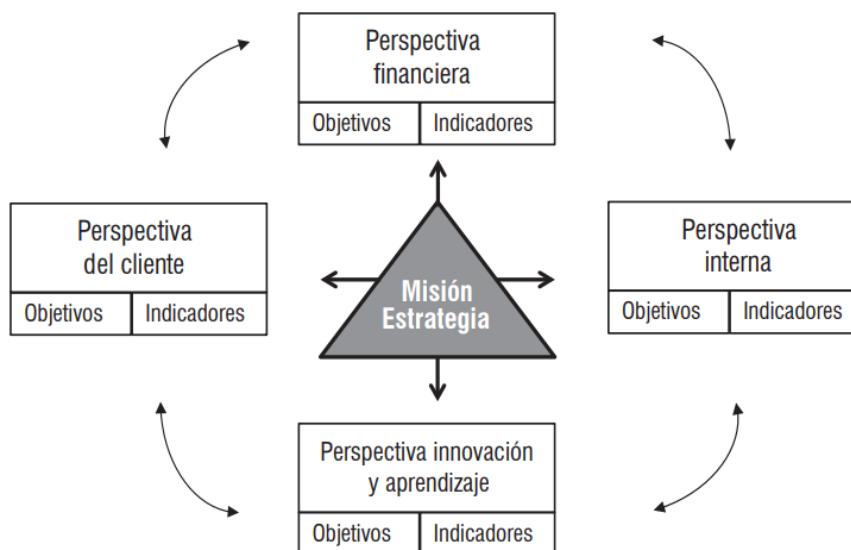 Perspectiva
financiera
Objetivos
Indicadores
Perspectiva
del cliente
Objetivos
Indicadores
Misión
Estrategia
Perspectiva
interna
Objetivos
Indicadores
Perspectiva innovación
y aprendizaje
Objetivos
Indicadores